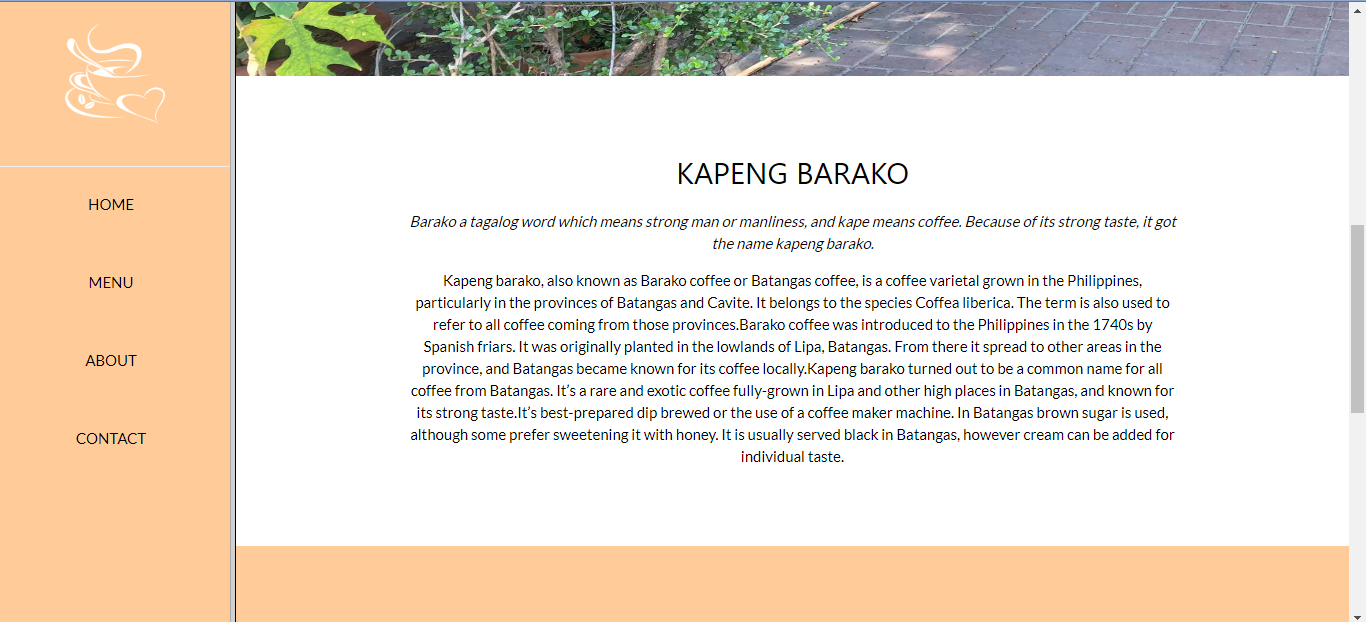 HOME
MENU
ABOUT
CONTACT
KAPENG BARAKO
Barako a tagalog word which means strong man or manliness, and kape means coffee. Because of its strong taste, it got
the name kapeng barako.
Kapeng barako, also known as Barako coffee or Batangas coffee, is a coffee varietal grown in the Philippines,
particularly in the provinces of Batangas and Cavite. It belongs to the species Coffea liberica. The term is also used to
refer to all coffee coming from those provinces.Barako coffee was introduced to the Philippines in the 1740s by
Spanish friars. It was originally planted in the lowlands of Lipa, Batangas. From there it spread to other areas in the
province, and Batangas became known for its coffee locally.Kapeng barako turned out to be a common name for all
coffee from Batangas. It’s a rare and exotic coffee fully-grown in Lipa and other high places in Batangas, and known for
its strong taste.It’s best-prepared dip brewed or the use of a coffee maker machine. In Batangas brown sugar is used,
although some prefer sweetening it with honey. It is usually served black in Batangas, however cream can be added for
individual taste.